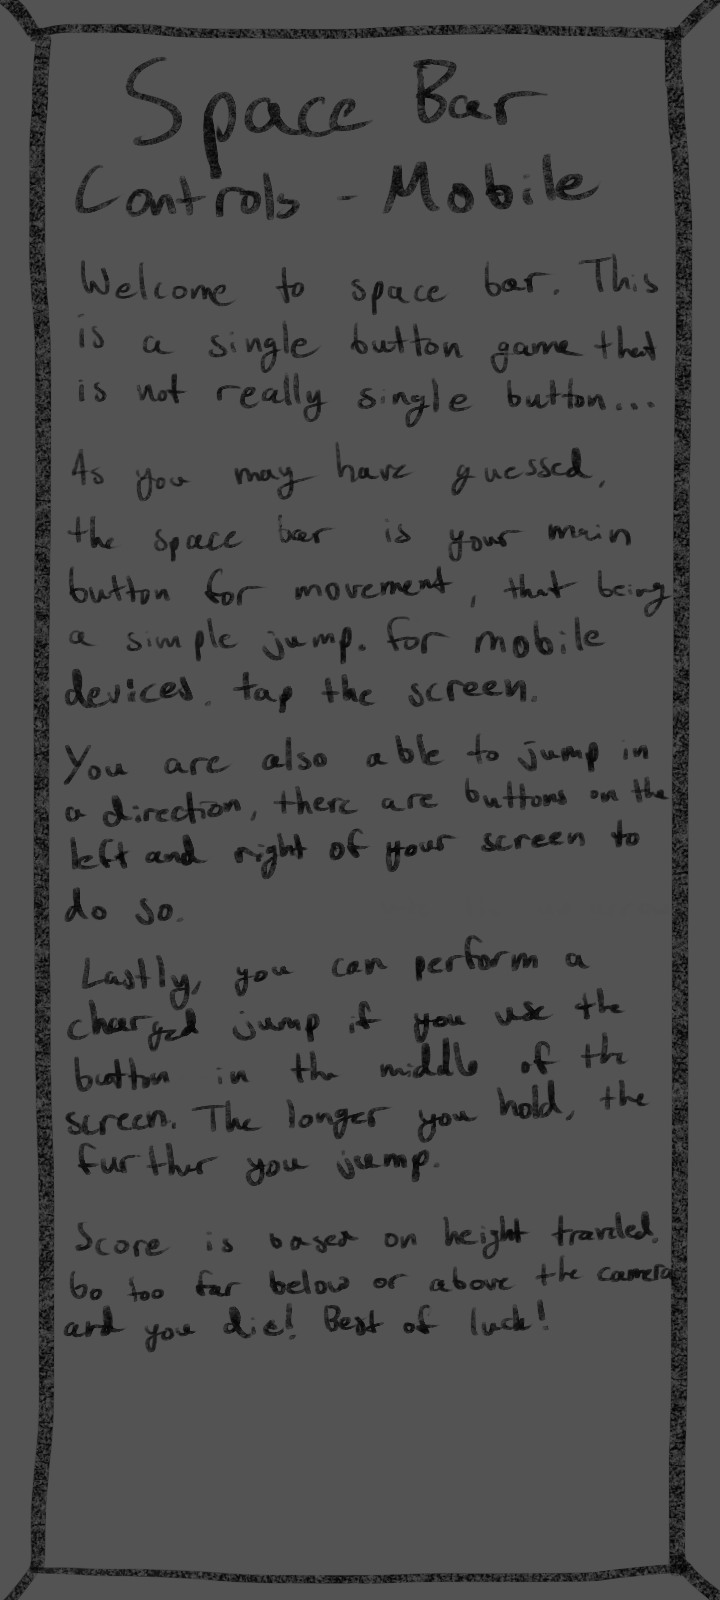 Space Bar
Controls - Mobile
Welcome to space bar. This
is a single button game that
is not really single button...
As you may have guessed,
the space bar is your main
button for movement, that being
a simple jump. for mobile
devices. tap the screen.
You are also able to jump in
a direction, there are buttons on the
left and right of your screen to
do so.
Lastly, you can perform a
charged jump if you use the
button in the middle of the
screen. The longer you hold, the
further you jump.
Score is based on height traveled.
Go too far below or above the camera
and you die! Best of luck!